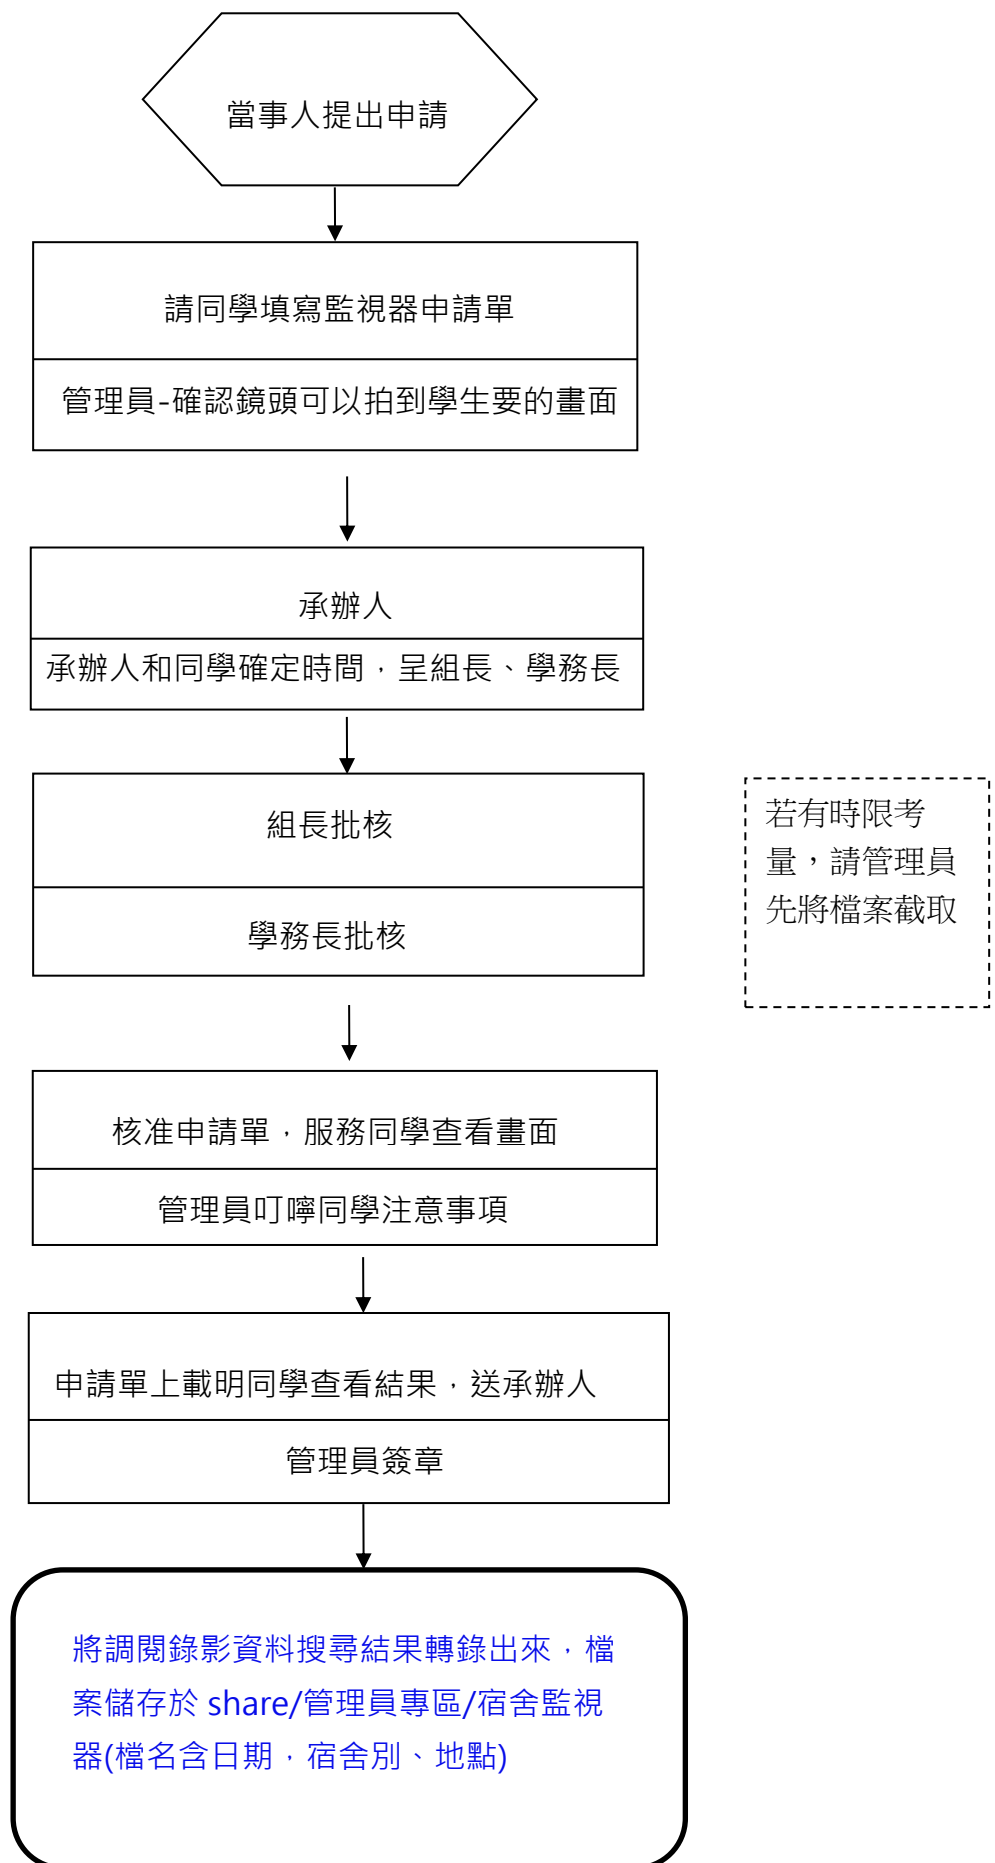 當事人提出申請
請同學填寫監視器申請單
管理員-確認鏡頭可以拍到學生要的畫面
承辦人
承辦人和同學確定時間，呈組長、學務長
組長批核
學務長批核
若有時限考
量，請管理員
先將檔案截取
核准申請單，服務同學查看畫面
管理員叮嚀同學注意事項
申請單上載明同學查看結果，送承辦人
管理員簽章
將調閱錄影資料搜尋結果轉錄出來，檔
案儲存於 share/管理員專區/宿舍監視
器(檔名含日期，宿舍別、地點)